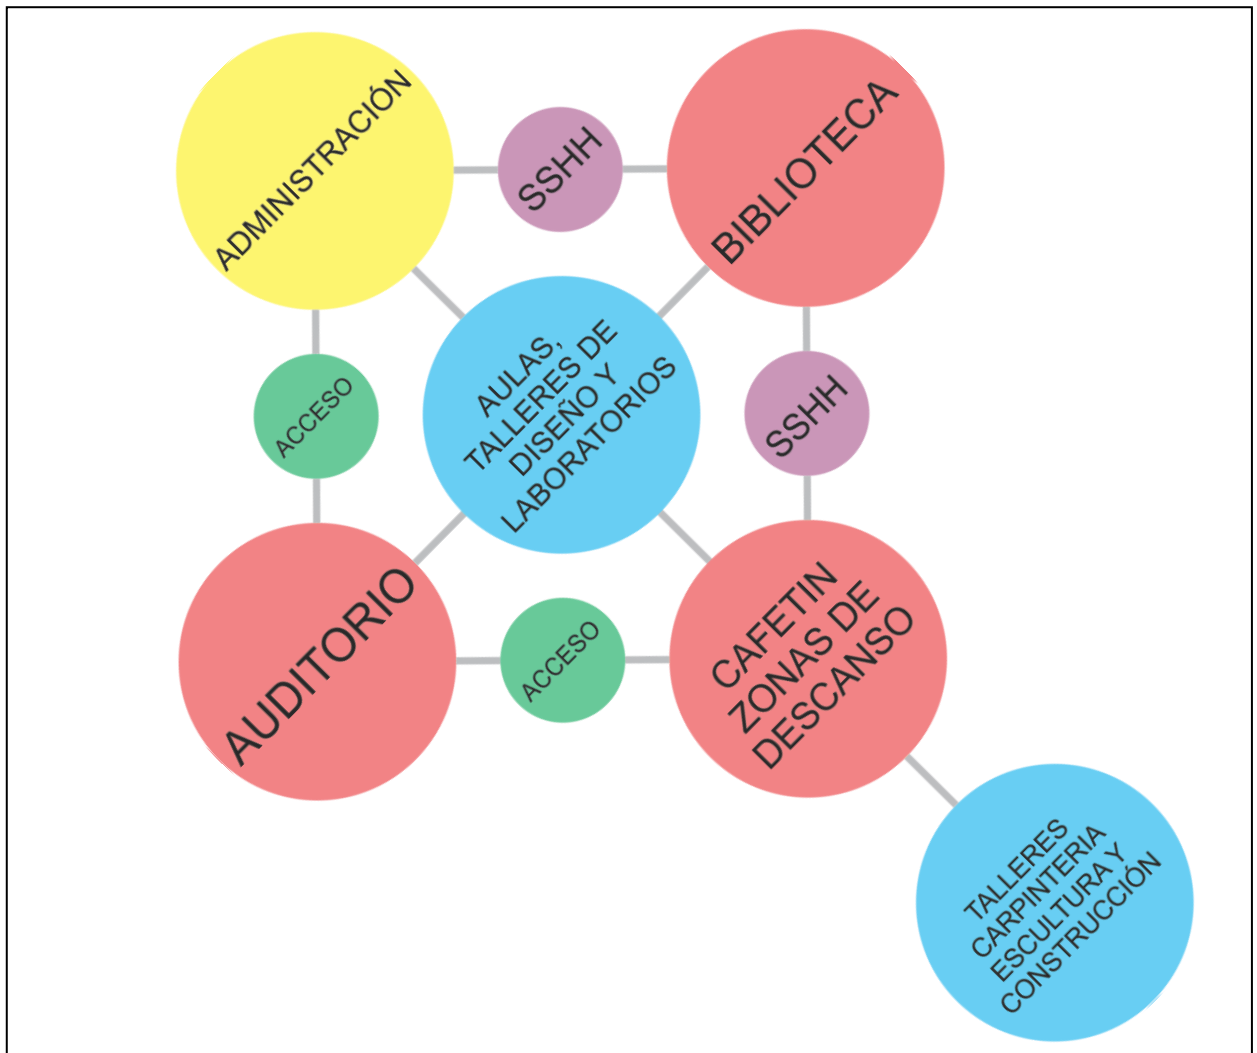 ADMINISTRACIÓN
SSHH
BIBLIOTECA
AULAS,
TALLERES DE
DISEÑO Y
LABORATORIOS
ACCESO
SSHH
AUDITORIO
ACCESO
CAFETIN
ZONAS DE
DESCANSO
TALLERES
CARPINTERIA
ESCULTURA Y
CONSTRUCCIÓN